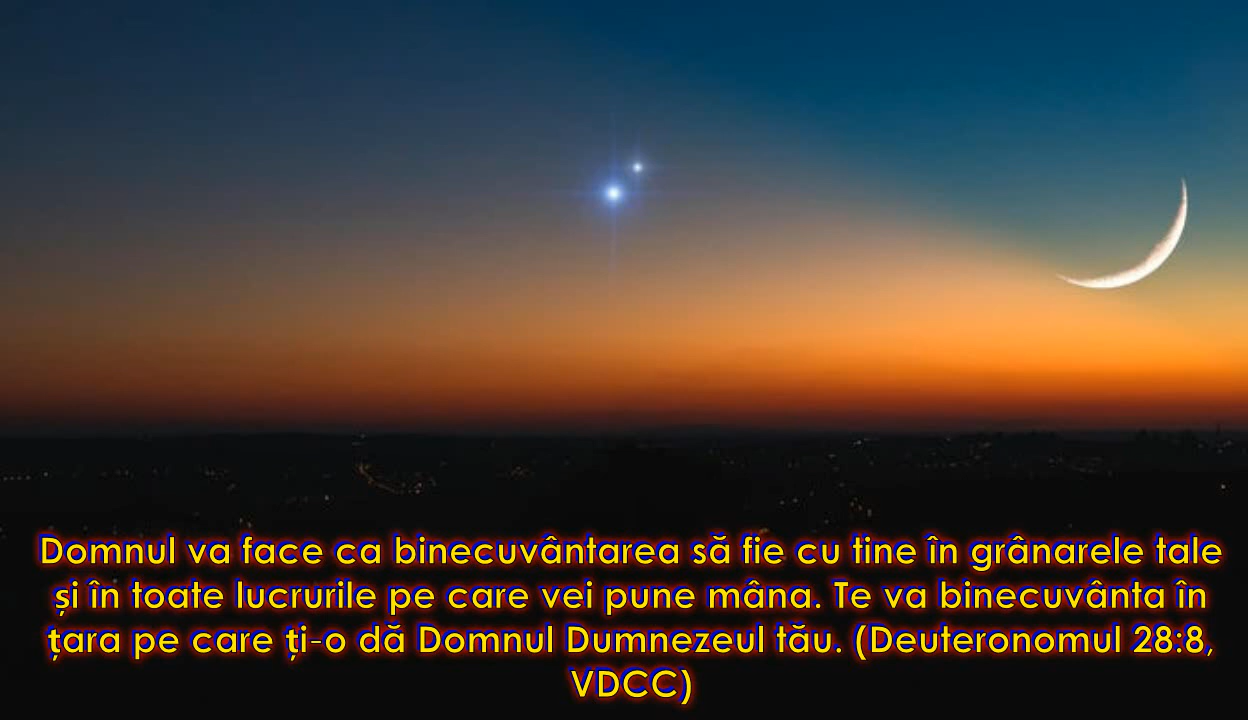 Domnul va face ca binecuvântarea să fie cu tine în grânarele tale
și în toate lucrurile pe care vei pune mâna. Te va binecuvânta în
țara pe care ți-o dă Domnul Dumnezeul tău. (Deuteronomul 28:8,
VDCC)